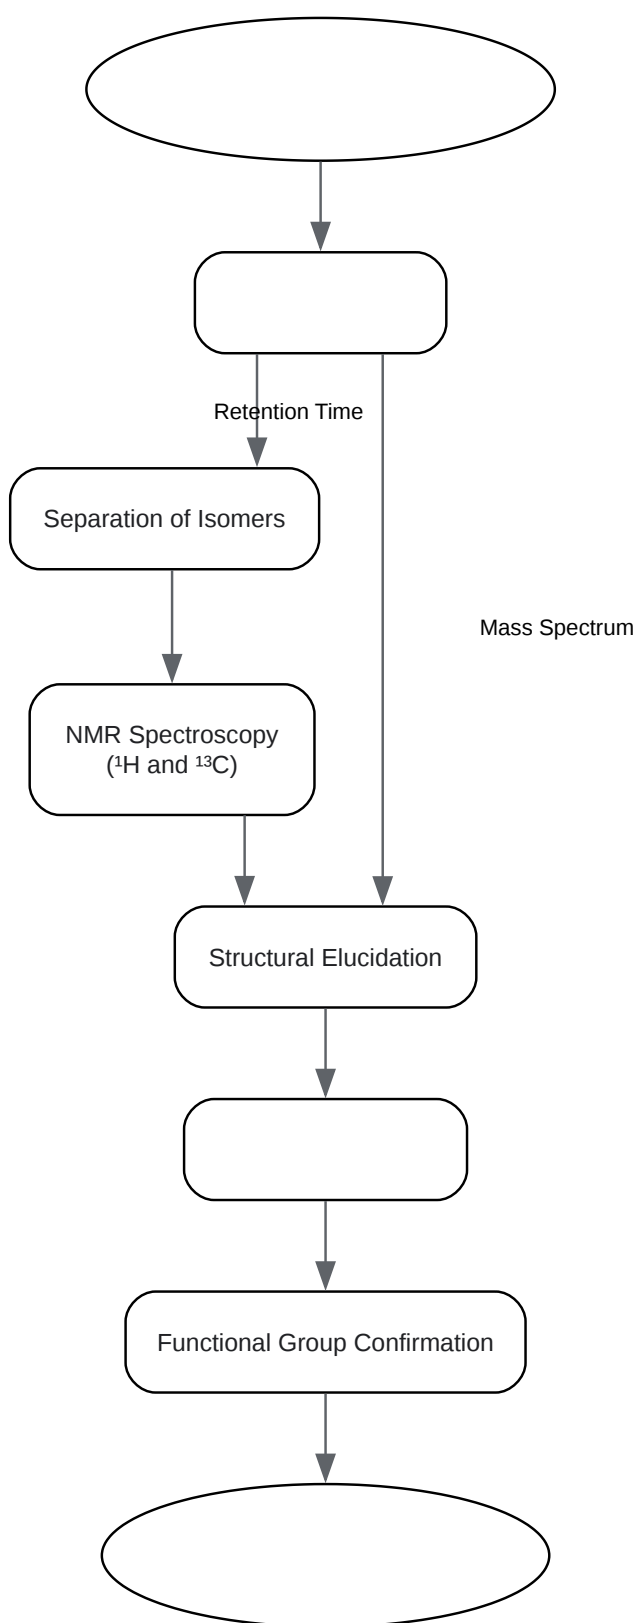 Retention Time
Separation of Isomers
Mass Spectrum
NMR Spectroscopy
(¹H and ¹³C)
Structural Elucidation
Functional Group Confirmation